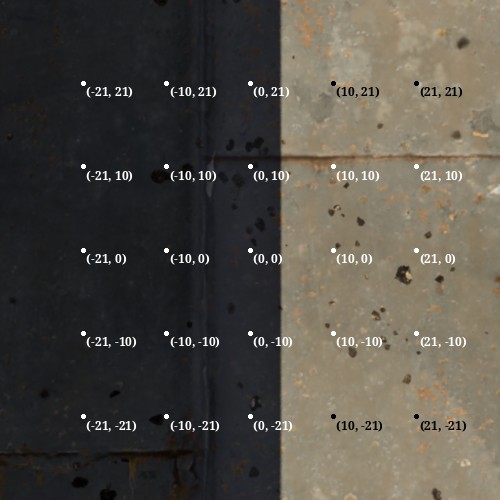 (-21, 21) (-10, 21) (0, 21) (10, 21) (21, 21)
(-21, 10) (-10, 10) (0, 10) (10, 10) (21, 10)
(-21, 0) (-10, 0) (0, 0) (10, 0) (21, 0)
(-21, -10) (-10, -10) (0, -10) (10, -10) (21, -10)
(-21, -21) (-10, -21) (0, -21) (10, -21) (21, -21)